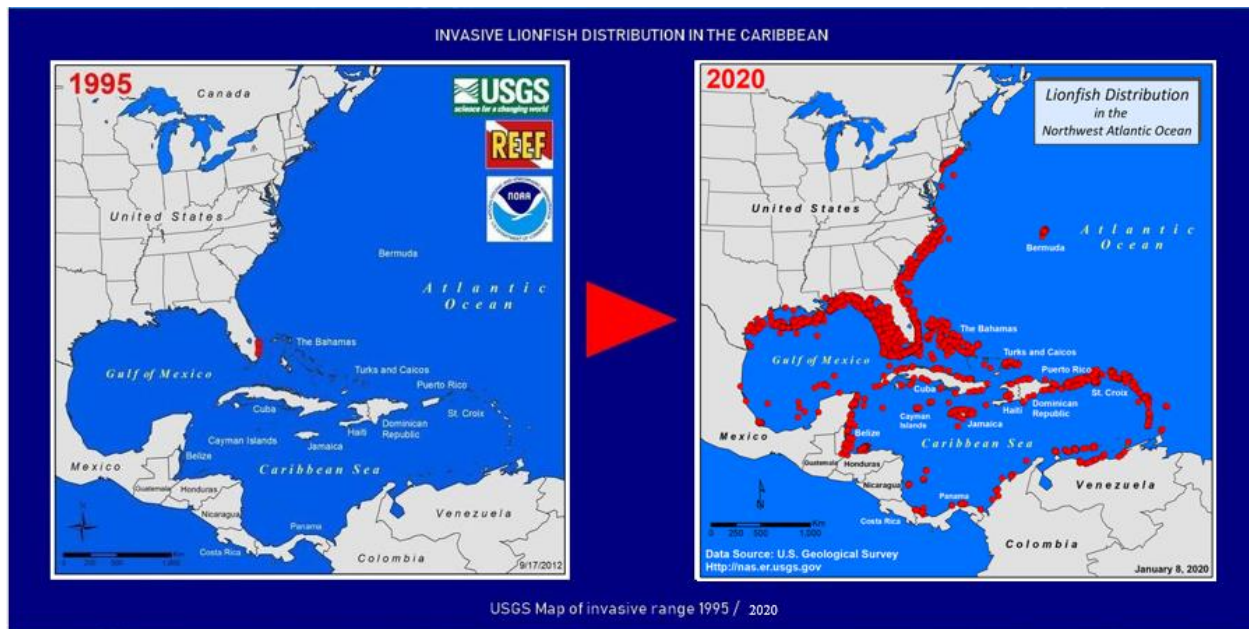 INVASIVE LIONFISH DISTRIBUTION IN THE CARIBBEAN
1995
Canada
USGS
science for a changing world
REEF
NOAA
United States
Bermuda
Atlantic
Ocean
The Bahamas
Gulf of Mexico
Turks and Caicos
Puerto Rico
Cuba
St. Croix
Haiti
Dominican
Republic
Cayman Islands
Jamaica
Mexico
Belize
Caribbean Sea
Guatemala
Honduras
Nicaragua
Panama
Venezuela
Costa Rica
Colombia
0 250 500 1,000
Km
9/17/2012
2020
Lionfish Distribution
in the
Northwest Atlantic Ocean
United States
Atlantic
Ocean
Bermuda
The Bahamas
Gulf of Mexico
Turks and Caicos
Puerto Rico
Cuba
St. Croix
Cayman
Islands
Haiti
Dominican
Republic
Jamaica
Mexico
Belize
Caribbean Sea
Guatemala
Honduras
Nicaragua
N
Panama
Venezuela
Costa Rica
Km
0 250 500 1,000
Colombia
Data Source: U.S. Geological Survey
Http://nas.er.usgs.gov
January 8, 2020
USGS Map of invasive range 1995 / 2020